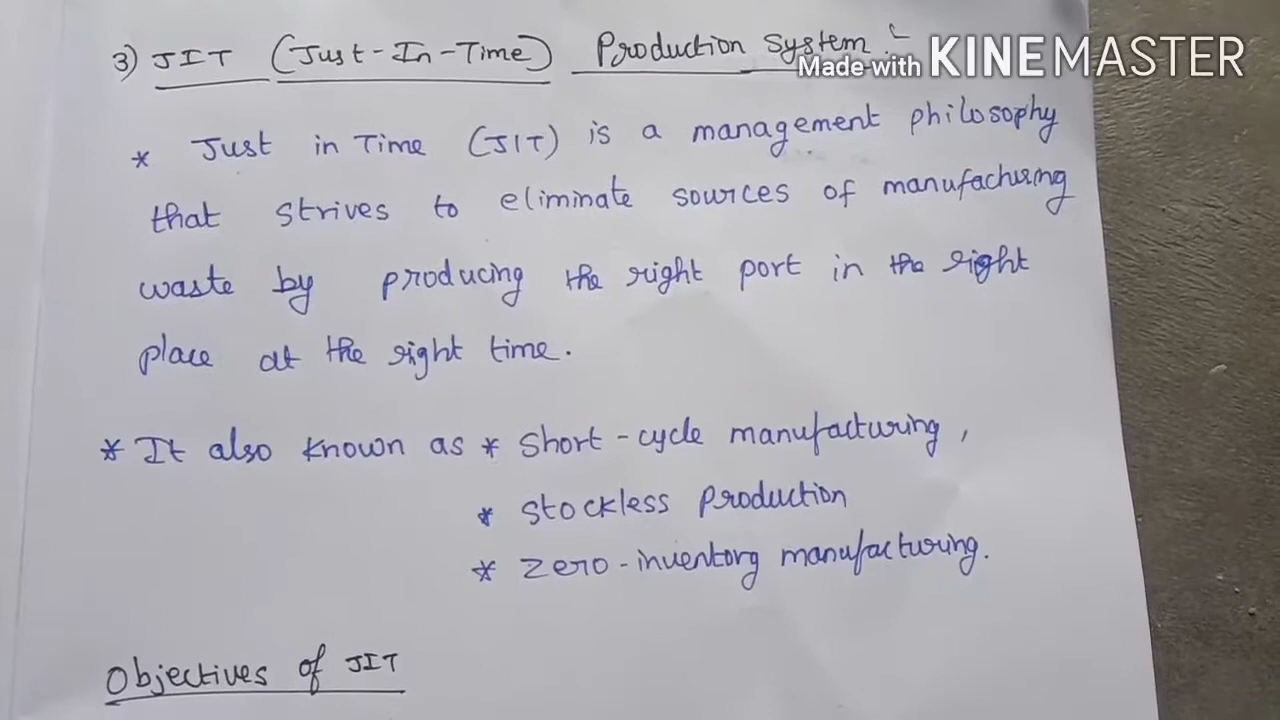 3) JIT (Just-In-Time) Production System :-
Made with KINEMASTER
* Just in Time (JIT) is a management philosophy
that strives to eliminate sources of manufacturing
waste by producing the right port in the right
place at the right time.
* It also known as * Short-cycle manufacturing,
* Stockless production
* Zero-inventory manufacturing.
Objectives of JIT